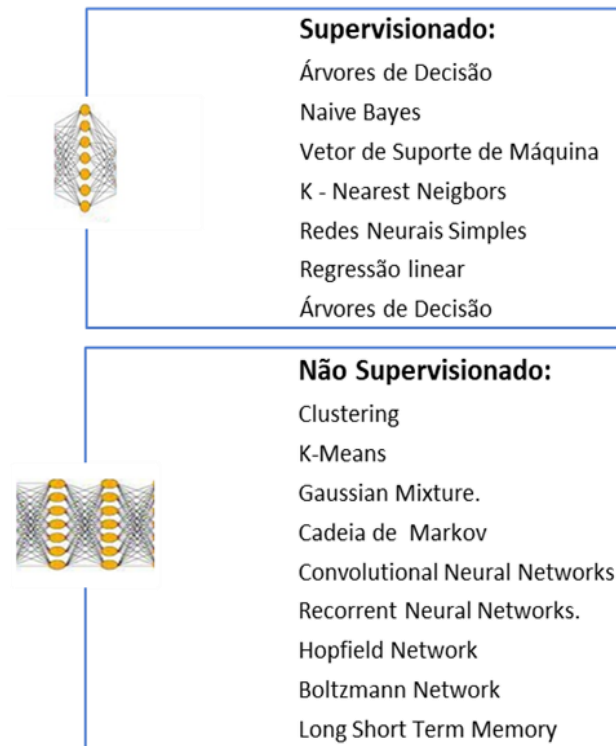 Supervisionado:
Árvores de Decisão
Naive Bayes
Vetor de Suporte de Máquina
K - Nearest Neigbors
Redes Neurais Simples
Regressão linear
Árvores de Decisão
Não Supervisionado:
Clustering
K-Means
Gaussian Mixture.
Cadeia de Markov
Convolutional Neural Networks
Recorrent Neural Networks.
Hopfield Network
Boltzmann Network
Long Short Term Memory